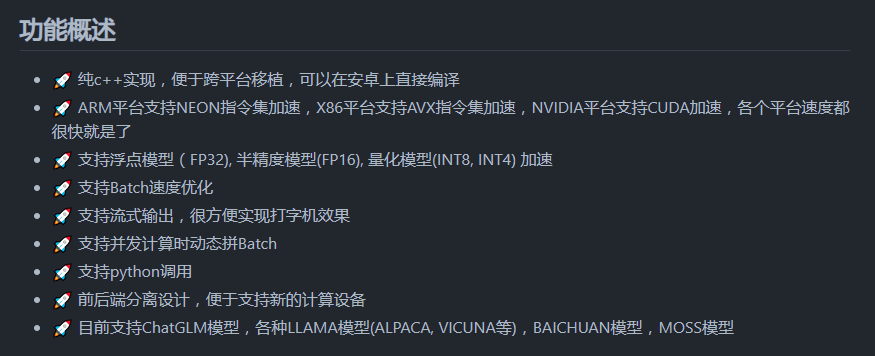 功能概述
🚀 纯c++实现，便于跨平台移植，可以在安卓上直接编译
🚀 ARM平台支持NEON指令集加速，X86平台支持AVX指令集加速，NVIDIA平台支持CUDA加速，各个平台速度都
很快就是了
🚀 支持浮点模型（FP32), 半精度模型(FP16), 量化模型(INT8, INT4) 加速
🚀 支持Batch速度优化
🚀 支持流式输出，很方便实现打字机效果
🚀 支持并发计算时动态拼Batch
🚀 支持python调用
🚀 前后端分离设计，便于支持新的计算设备
🚀 目前支持ChatGLM模型，各种LLAMA模型(ALPACA, VICUNA等)，BAICHUAN模型，MOSS模型